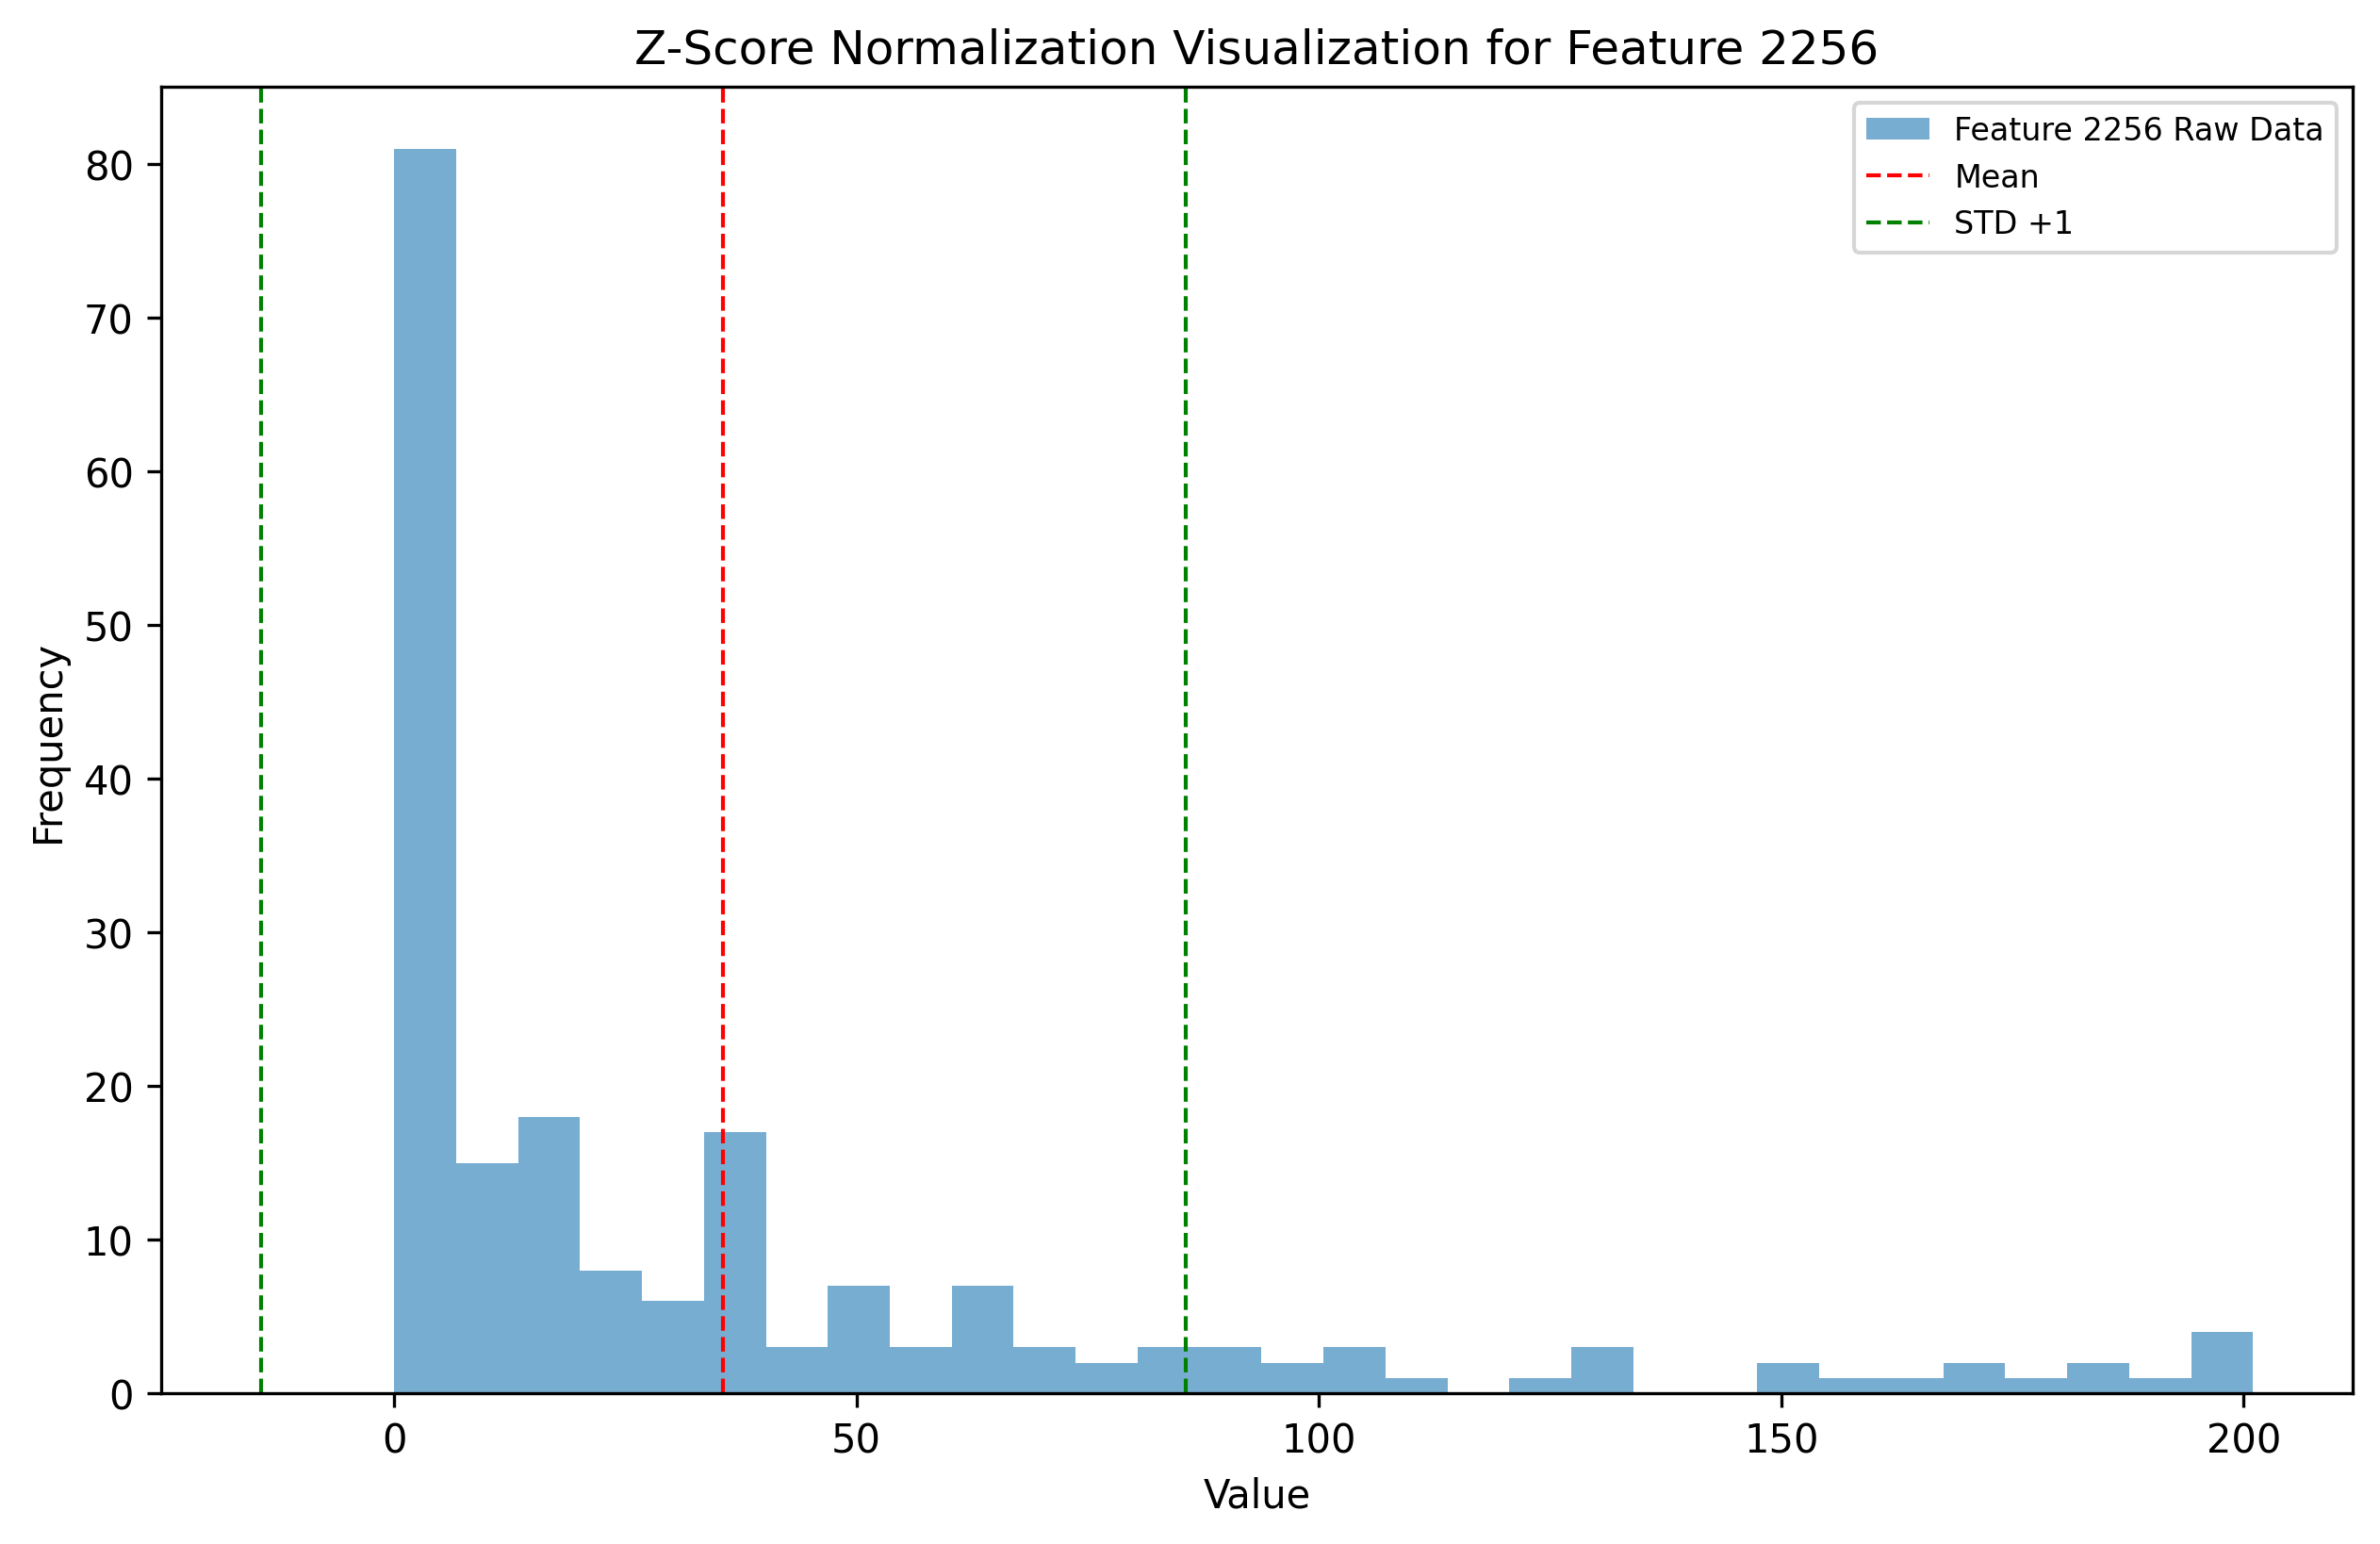 Z-Score Normalization Visualization for Feature 2256
Feature 2256 Raw Data
Mean
STD +1
80
70
60
50
40
30
20
10
0
Frequency
0 50 100 150 200
Value